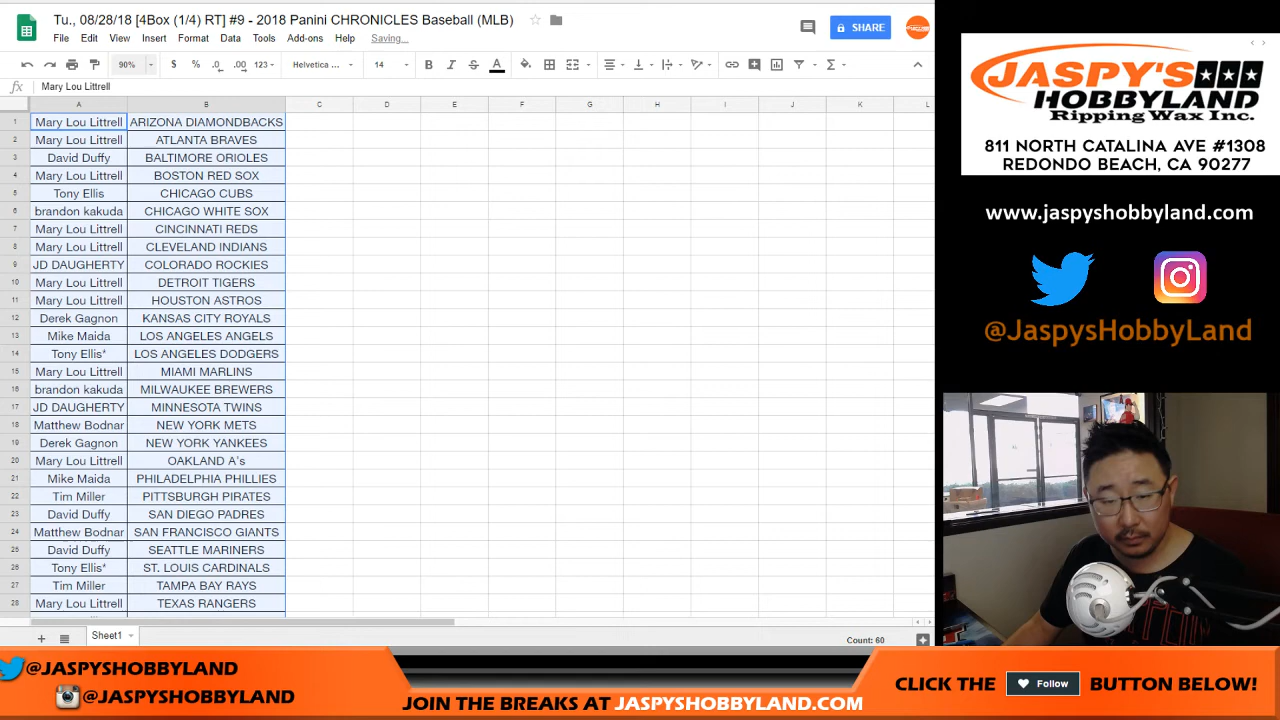 Tu., 08/28/18 [4Box (1/4) RT] #9 - 2018 Panini CHRONICLES Baseball (MLB)
File Edit View Insert Format Data Tools Add-ons Help Saving...
SHARE
90% $ % .0 .00 123 Helvetica ... 14 B I S A
fx Mary Lou Littrell
A B C D E F G H I J K L
1 Mary Lou Littrell ARIZONA DIAMONDBACKS
2 Mary Lou Littrell ATLANTA BRAVES
3 David Duffy BALTIMORE ORIOLES
4 Mary Lou Littrell BOSTON RED SOX
5 Tony Ellis CHICAGO CUBS
6 brandon kakuda CHICAGO WHITE SOX
7 Mary Lou Littrell CINCINNATI REDS
8 Mary Lou Littrell CLEVELAND INDIANS
9 JD DAUGHERTY COLORADO ROCKIES
10 Mary Lou Littrell DETROIT TIGERS
11 Mary Lou Littrell HOUSTON ASTROS
12 Derek Gagnon KANSAS CITY ROYALS
13 Mike Maida LOS ANGELES ANGELS
14 Tony Ellis* LOS ANGELES DODGERS
15 Mary Lou Littrell MIAMI MARLINS
16 brandon kakuda MILWAUKEE BREWERS
17 JD DAUGHERTY MINNESOTA TWINS
18 Matthew Bodnar NEW YORK METS
19 Derek Gagnon NEW YORK YANKEES
20 Mary Lou Littrell OAKLAND A's
21 Mike Maida PHILADELPHIA PHILLIES
22 Tim Miller PITTSBURGH PIRATES
23 David Duffy SAN DIEGO PADRES
24 Matthew Bodnar SAN FRANCISCO GIANTS
25 David Duffy SEATTLE MARINERS
26 Tony Ellis* ST. LOUIS CARDINALS
27 Tim Miller TAMPA BAY RAYS
28 Mary Lou Littrell TEXAS RANGERS
Sheet1
Count: 60
JASPY'S
HOBBYLAND
Ripping Wax Inc.
811 NORTH CATALINA AVE #1308
REDONDO BEACH, CA 90277
www.jaspyshobbyland.com
@JaspysHobbyLand
@JASPYSHOBBYLAND
@JASPYSHOBBYLAND
JOIN THE BREAKS AT JASPYSHOBBYLAND.COM
CLICK THE Follow BUTTON BELOW!